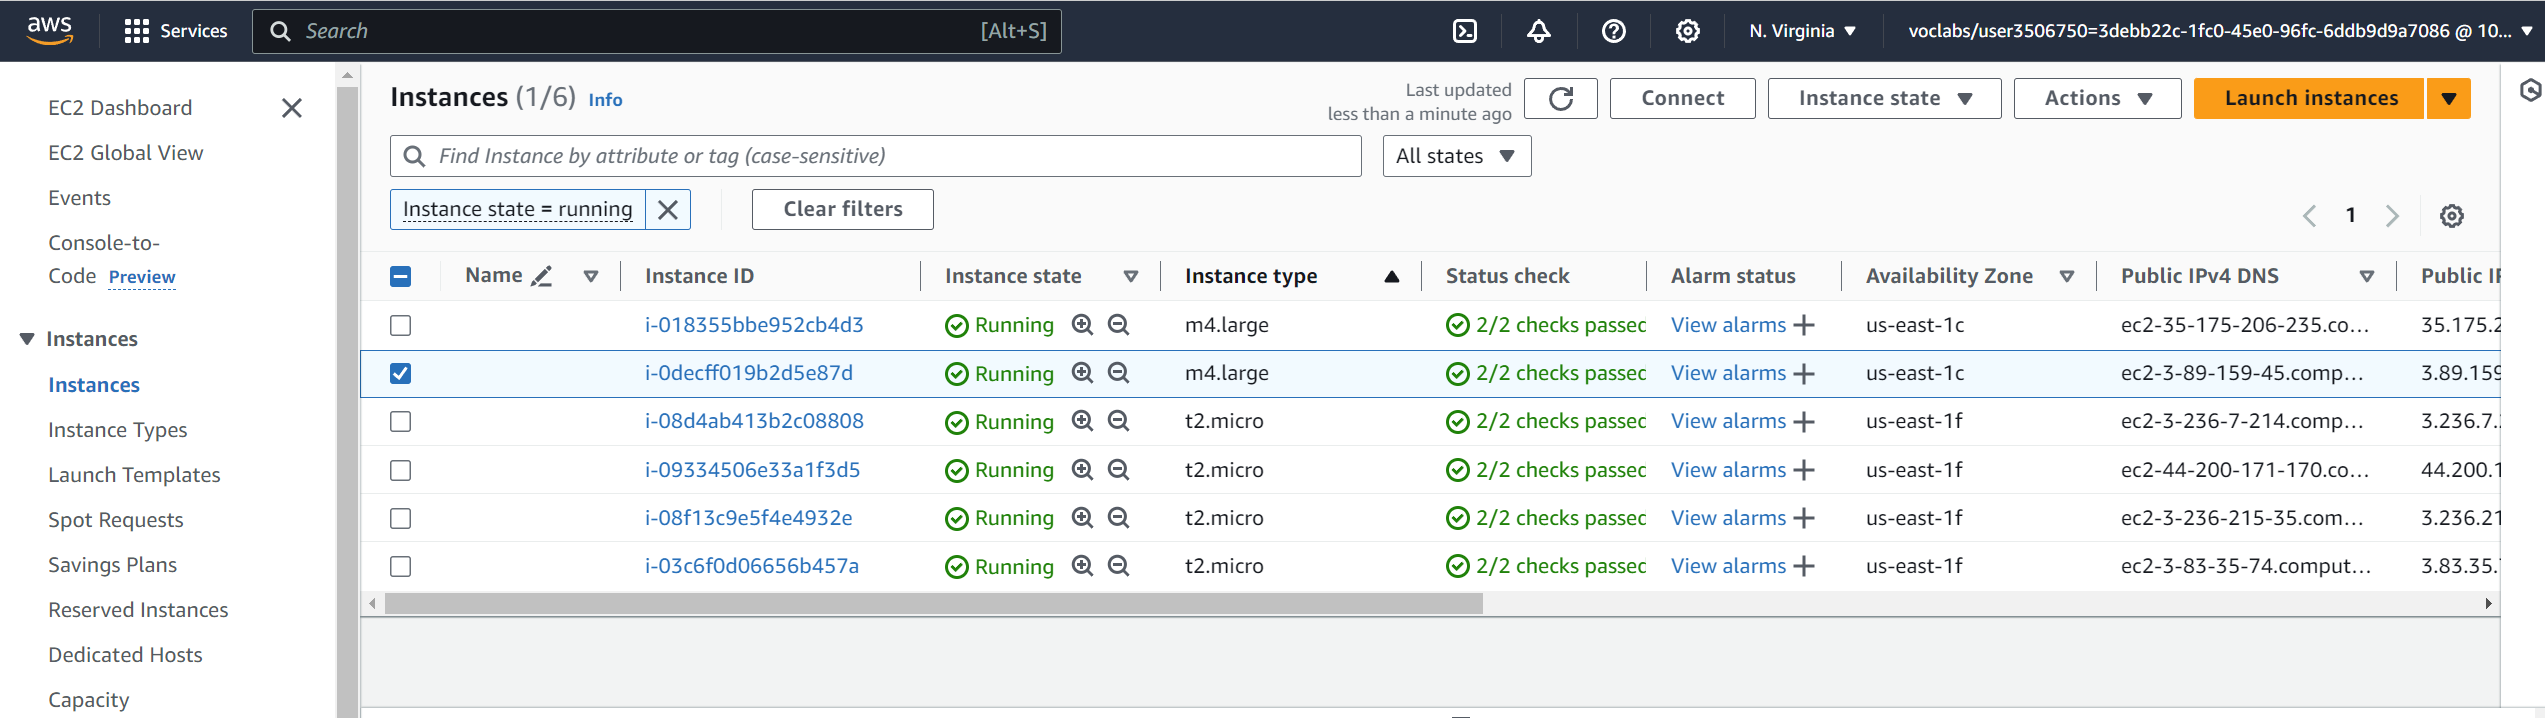 aws Services Search [Alt+S] N. Virginia voclabs/user3506750=3debb22c-1fc0-45e0-96fc-6ddb9d9a7086 @ 10...
EC2 Dashboard
EC2 Global View
Events
Console-to-
Code Preview
Instances
Instances
Instance Types
Launch Templates
Spot Requests
Savings Plans
Reserved Instances
Dedicated Hosts
Capacity
Instances (1/6) Info
Last updated
less than a minute ago
Connect Instance state Actions Launch instances
Find Instance by attribute or tag (case-sensitive) All states
Instance state = running Clear filters
1
Name Instance ID Instance state Instance type Status check Alarm status Availability Zone Public IPv4 DNS Public IP
i-018355bbe952cb4d3 Running m4.large 2/2 checks passed View alarms us-east-1c ec2-35-175-206-235.co... 35.175.2
i-0decff019b2d5e87d Running m4.large 2/2 checks passed View alarms us-east-1c ec2-3-89-159-45.comp... 3.89.159
i-08d4ab413b2c08808 Running t2.micro 2/2 checks passed View alarms us-east-1f ec2-3-236-7-214.comp... 3.236.7.
i-09334506e33a1f3d5 Running t2.micro 2/2 checks passed View alarms us-east-1f ec2-44-200-171-170.co... 44.200.1
i-08f13c9e5f4e4932e Running t2.micro 2/2 checks passed View alarms us-east-1f ec2-3-236-215-35.com... 3.236.21
i-03c6f0d06656b457a Running t2.micro 2/2 checks passed View alarms us-east-1f ec2-3-83-35-74.comput... 3.83.35.